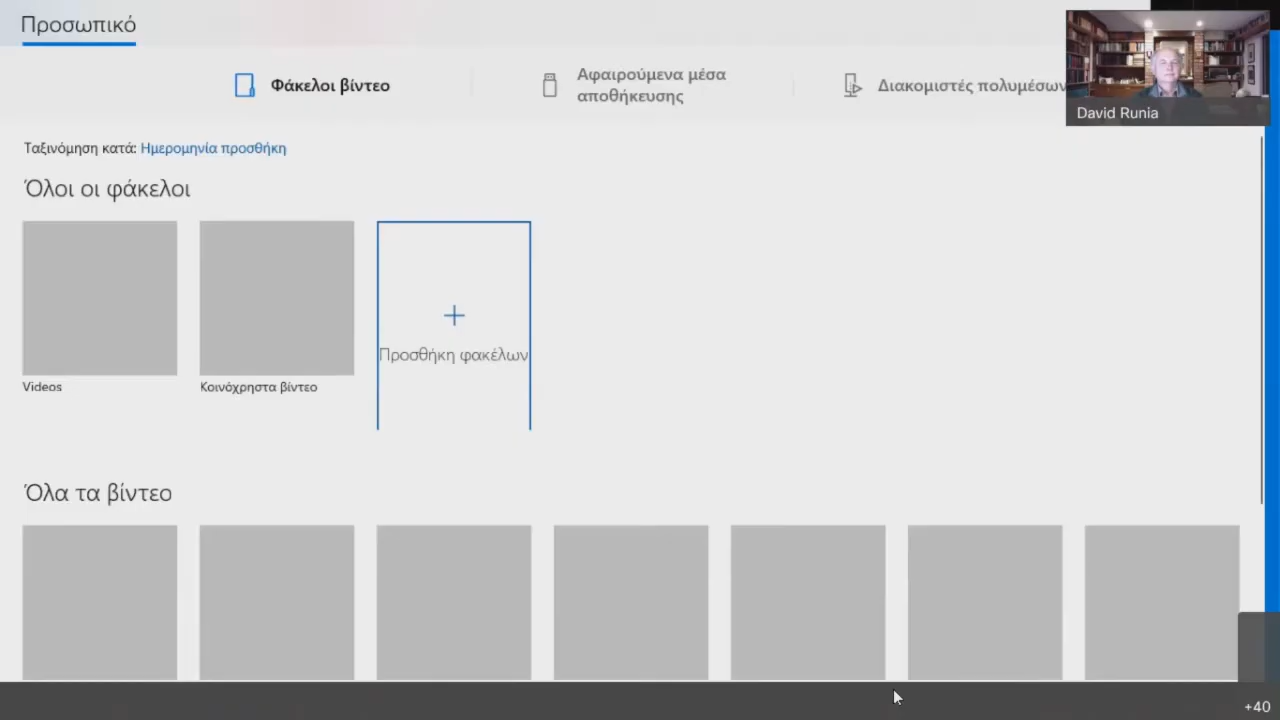 Προσωπικό
Φάκελοι βίντεο
Αφαιρούμενα μέσα
αποθήκευσης
Διακομιστές πολυμέσων
David Runia
Ταξινόμηση κατά: Ημερομηνία προσθήκη
Όλοι οι φάκελοι
Προσθήκη φακέλων
Videos
Κοινόχρηστα βίντεο
Όλα τα βίντεο
+40